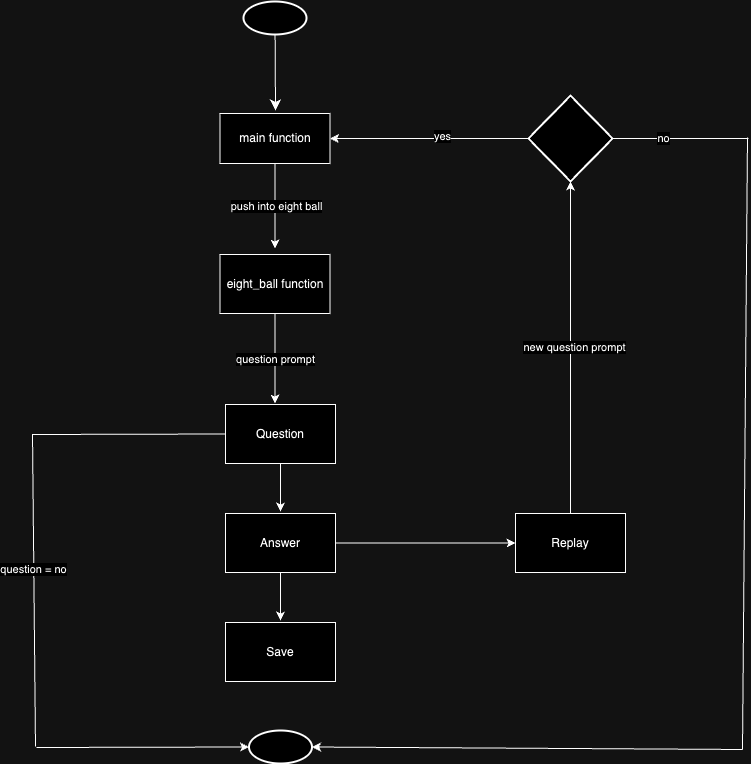 main function
yes
no
push into eight ball
eight_ball function
new question prompt
question prompt
Question
Answer
Replay
question = no
Save